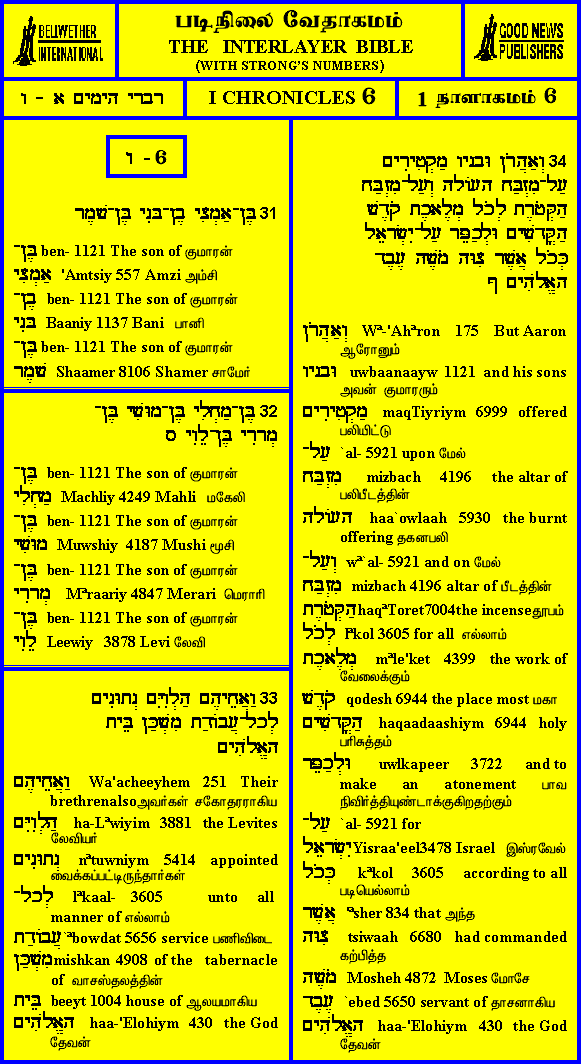 BELLWETHER
INTERNATIONAL
படிநிலை வேதாகமம்
THE INTERLAYER BIBLE
(WITH STRONG'S NUMBERS)
GOOD NEWS
PUBLISHERS
דברי הימים א - ו
I CHRONICLES 6
1 நாளாகமம் 6
6 - ו
31 בֶּן־אַמְצִי בֶן־בָּנִי בֶּן־שָׁמֶר
בֶּן־ ben- 1121 The son of குமாரன்
אַמְצִי 'Amtsiy 557 Amzi அம்சி
בֶן־ ben- 1121 The son of குமாரன்
בָּנִי Baaniy 1137 Bani பானி
בֶּן־ ben- 1121 The son of குமாரன்
שָׁמֶר Shaamer 8106 Shamer சாமேர்
32 בֶּן־מַחְלִי בֶּן־מוּשִׁי בֶּן־
מְרָרִי בֶּן־לֵוִי ס
בֶּן־ ben- 1121 The son of குமாரன்
מַחְלִי Machliy 4249 Mahli மகேலி
בֶּן־ ben- 1121 The son of குமாரன்
מוּשִׁי Muwshiy 4187 Mushi மூசி
בֶּן־ ben- 1121 The son of குமாரன்
מְרָרִי Mªraariy 4847 Merari மெராரி
בֶּן־ ben- 1121 The son of குமாரன்
לֵוִי Leewiy 3878 Levi லேவி
33 וַאֲחֵיהֶם הַלְוִיִּם נְתוּנִים
לְכָל־עֲבוֹדַת מִשְׁכַּן בֵּית
הָאֱלֹהִים
וַאֲחֵיהֶם Wa'acheeyhem 251 Their
brethrenalsoஅவர்கள் சகோதரராகிய
הַלְוִיִּם ha-Lªwiyim 3881 the Levites
லேவியர்
נְתוּנִים nªtuwniym 5414 appointed
வைக்கப்பட்டிருந்தார்கள்
לְכָל־ lªkaal- 3605 unto all
manner of எல்லாம்
עֲבוֹדַת `ªbowdat 5656 service பணிவிடை
מִשְׁכַּן mishkan 4908 of the tabernacle
of வாசஸ்தலத்தின்
בֵּית beeyt 1004 house of ஆலயமாகிய
הָאֱלֹהִים haa-'Elohiym 430 the God
தேவன்
34 וְאַהֲרֹן וּבָנָיו מַקְטִירִים
עַל־מִזְבַּח הָעוֹלָה וְעַל־מִזְבַּח
הַקְּטֹרֶת לְכֹל מְלֶאכֶת קֹדֶשׁ
הַקֳּדָשִׁים וּלְכַפֵּר עַל־יִשְׂרָאֵל
כְּכֹל אֲשֶׁר צִוָּה מֹשֶׁה עֶבֶד
הָאֱלֹהִים ף
וְאַהֲרֹן Wª-'Ahªron 175 But Aaron
ஆரோனும்
וּבָנָיו uwbaanaayw 1121 and his sons
அவன் குமாரரும்
מַקְטִירִים maqTiyriym 6999 offered
பலியிட்டு
עַל־ `al- 5921 upon மேல்
מִזְבַּח mizbach 4196 the altar of
பலிபீடத்தின்
הָעוֹלָה haa`owlaah 5930 the burnt
offering தகனபலி
וְעַל־ wª`al- 5921 and on மேல்
מִזְבַּח mizbach 4196 altar of பீடத்தின்
הַקְּטֹרֶת haqªToret7004the incenseதூபம்
לְכֹל lªkol 3605 for all எல்லாம்
מְלֶאכֶת mªle'ket 4399 the work of
வேலைக்கும்
קֹדֶשׁ qodesh 6944 the place most மகா
הַקֳּדָשִׁים haqadaashiym 6944 holy
பரிசுத்தம்
וּלְכַפֵּר uwlkapeer 3722 and to
make an atonement பாவ
நிவிர்த்தியுண்டாக்குகிறதற்கும்
עַל־ `al- 5921 for
יִשְׂרָאֵל Yisraa'eel3478 Israel இஸ்ரவேல்
כְּכֹל kªkol 3605 according to all
படியெல்லாம்
אֲשֶׁר ªsher 834 that அந்த
צִוָּה tsiwaah 6680 had commanded
கற்பித்த
מֹשֶׁה Mosheh 4872 Moses மோசே
עֶבֶד `ebed 5650 servant of தாசனாகிய
הָאֱלֹהִים haa-'Elohiym 430 the God
தேவன்